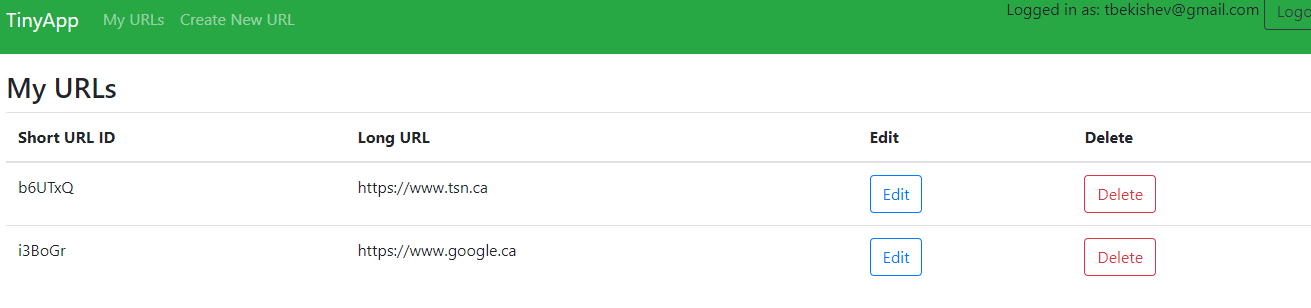 TinyApp My URLs Create New URL Logged in as: tbekishev@gmail.com
My URLs
Short URL ID Long URL Edit Delete
b6UTxQ https://www.tsn.ca Edit Delete
i3BoGr https://www.google.ca Edit Delete